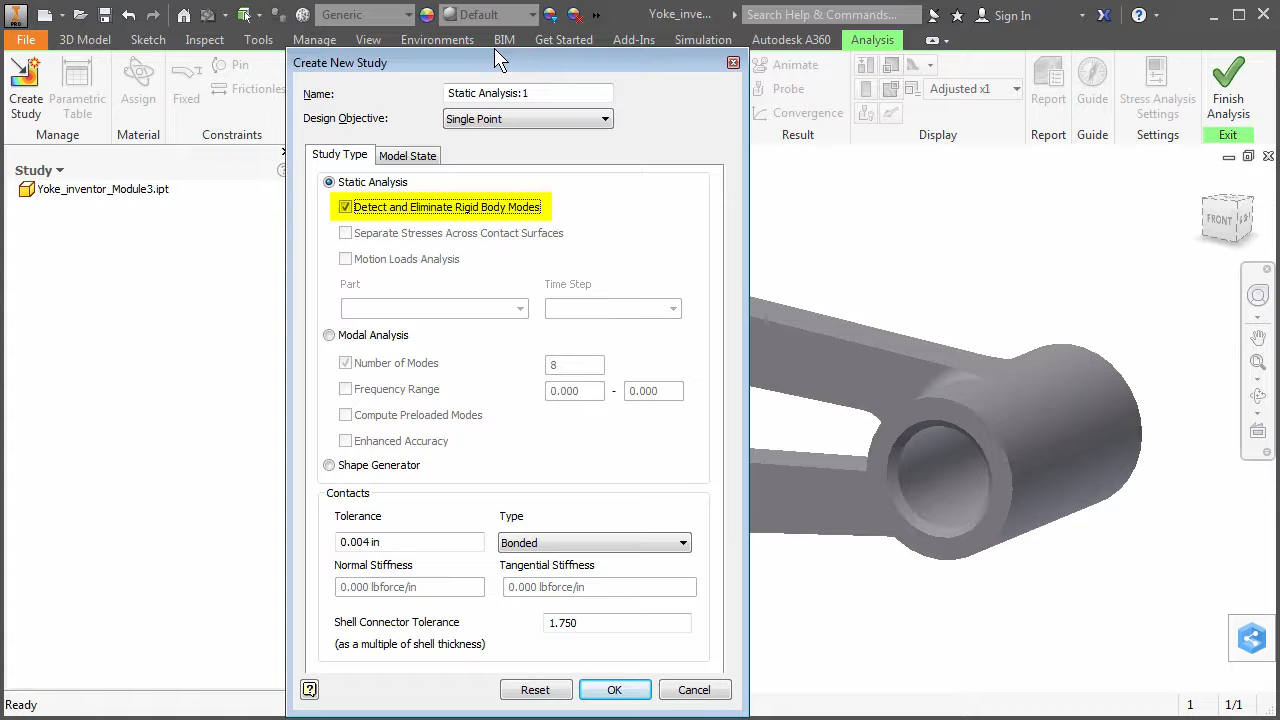 PRO
Generic
Default
Yoke_inve...
Search Help & Commands...
Sign In
File
3D Model
Sketch
Inspect
Tools
Manage
View
Environments
BIM
Get Started
Add-Ins
Simulation
Autodesk A360
Analysis
Create Study
Parametric Table
Assign
Fixed
Pin
Frictionless
Manage
Material
Constraints
Animate
Probe
Convergence
Result
Adjusted x1
Display
Report
Report
Guide
Guide
Stress Analysis Settings
Settings
Finish Analysis
Exit
Study
Yoke_inventor_Module3.ipt
Create New Study
Name:
Static Analysis:1
Design Objective:
Single Point
Study Type
Model State
Static Analysis
Detect and Eliminate Rigid Body Modes
Separate Stresses Across Contact Surfaces
Motion Loads Analysis
Part
Time Step
Modal Analysis
Number of Modes
8
Frequency Range
0.000 - 0.000
Compute Preloaded Modes
Enhanced Accuracy
Shape Generator
Contacts
Tolerance
Type
0.004 in
Bonded
Normal Stiffness
Tangential Stiffness
0.000 lbforce/in
0.000 lbforce/in
Shell Connector Tolerance
1.750
(as a multiple of shell thickness)
Reset
OK
Cancel
FRONT
Ready
1
1/1